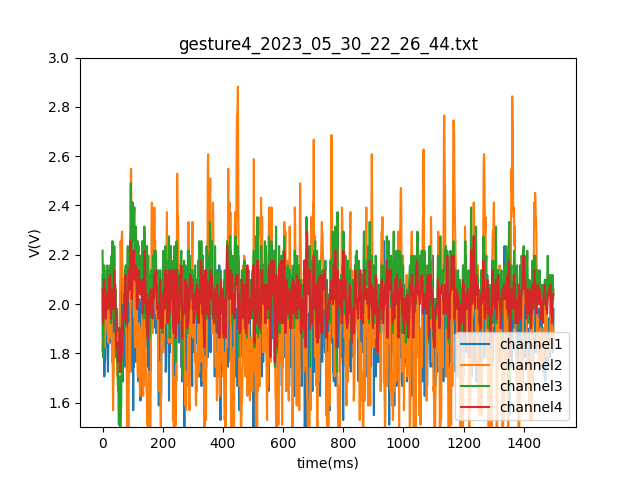 gesture4_2023_05_30_22_26_44.txt
3.0
2.8
2.6
2.4
2.2
2.0
1.8
1.6
V(V)
channel1
channel2
channel3
channel4
0 200 400 600 800 1000 1200 1400
time(ms)